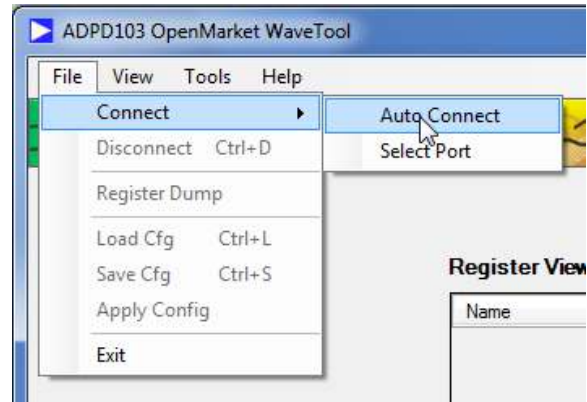 ADPD103 OpenMarket WaveTool
File View Tools Help
Connect
Auto Connect
Disconnect Ctrl+D
Select Port
Register Dump
Load Cfg Ctrl+L
Save Cfg Ctrl+S
Apply Config
Exit
Register View
Name